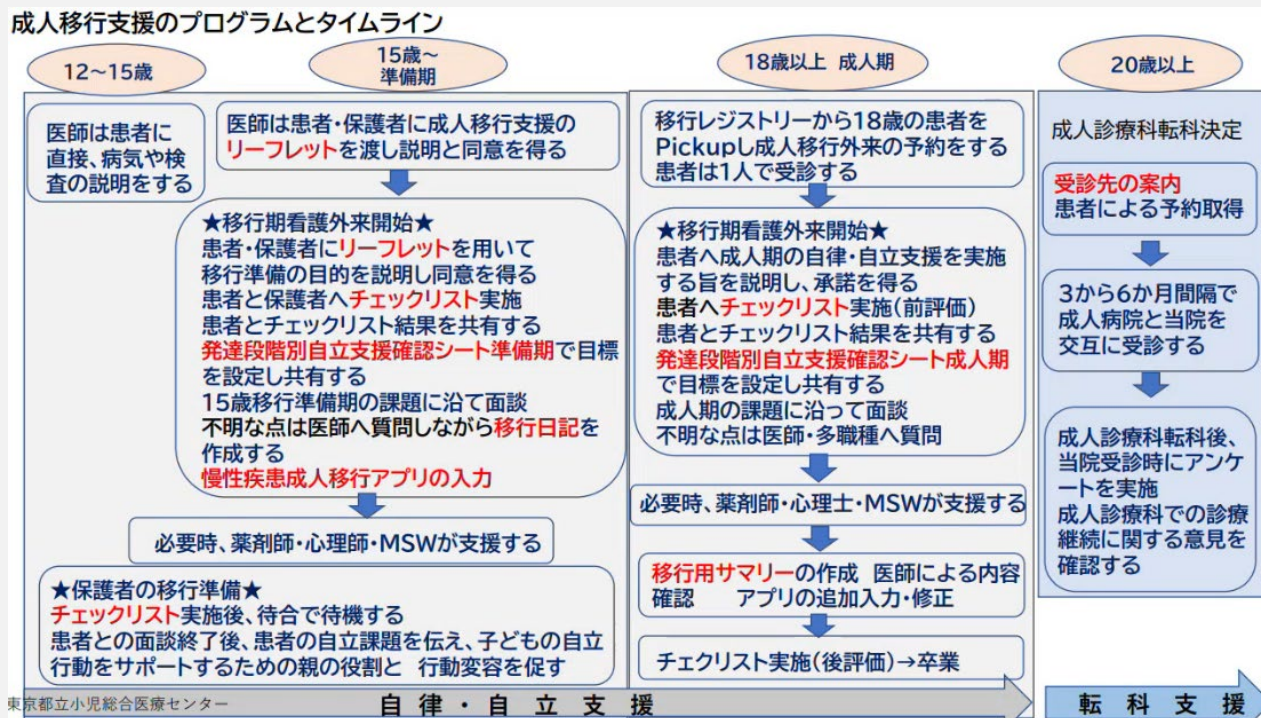 成人移行支援のプログラムとタイムライン
12～15歳
15歳～
準備期
18歳以上 成人期
20歳以上
医師は患者に
直接、病気や検
査の説明をする
医師は患者・保護者に成人移行支援の
リーフレットを渡し説明と同意を得る
★移行期看護外来開始★
患者・保護者にリーフレットを用いて
移行準備の目的を説明し同意を得る
患者と保護者へチェックリスト実施
患者とチェックリスト結果を共有する
発達段階別自立支援確認シート準備期で目標
を設定し共有する
15歳移行準備期の課題に沿て面談
不明な点は医師へ質問しながら移行日記を
作成する
慢性疾患成人移行アプリの入力
必要時、薬剤師・心理師・MSWが支援する
★保護者の移行準備★
チェックリスト実施後、待合で待機する
患者との面談終了後、患者の自立課題を伝え、子どもの自立
行動をサポートするための親の役割と 行動変容を促す
移行レジストリーから18歳の患者を
Pickupし成人移行外来の予約をする
患者は1人で受診する
★移行期看護外来開始★
患者へ成人期の自律・自立支援を実施
する旨を説明し、承諾を得る
患者へチェックリスト実施(前評価)
患者とチェックリスト結果を共有する
発達段階別自立支援確認シート成人期
で目標を設定し共有する
成人期の課題に沿って面談
不明な点は医師・多職種へ質問
必要時、薬剤師・心理士・MSWが支援する
移行用サマリーの作成 医師による内容
確認 アプリの追加入力・修正
チェクリスト実施(後評価)→卒業
成人診療科転科決定
受診先の案内
患者による予約取得
3から6か月間隔で
成人病院と当院を
交互に受診する
成人診療科転科後、
当院受診時にアンケ
ートを実施
成人診療科での診療
継続に関する意見を
確認する
東京都立小児総合医療センター
自律・自立支援
転科支援